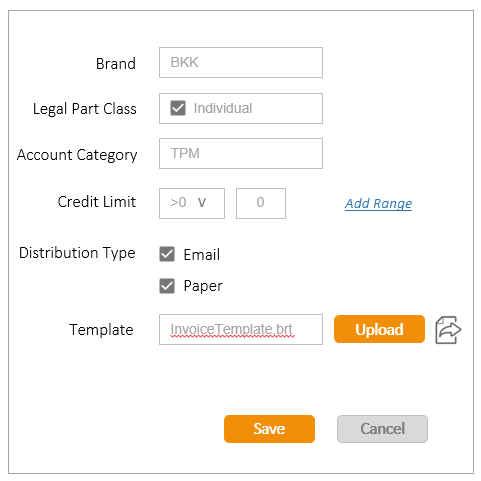 Brand BKK
Legal Part Class Individual
Account Category TPM
Credit Limit >0 V 0 Add Range
Distribution Type Email
Paper
Template InvoiceTemplate.brt Upload
Save Cancel